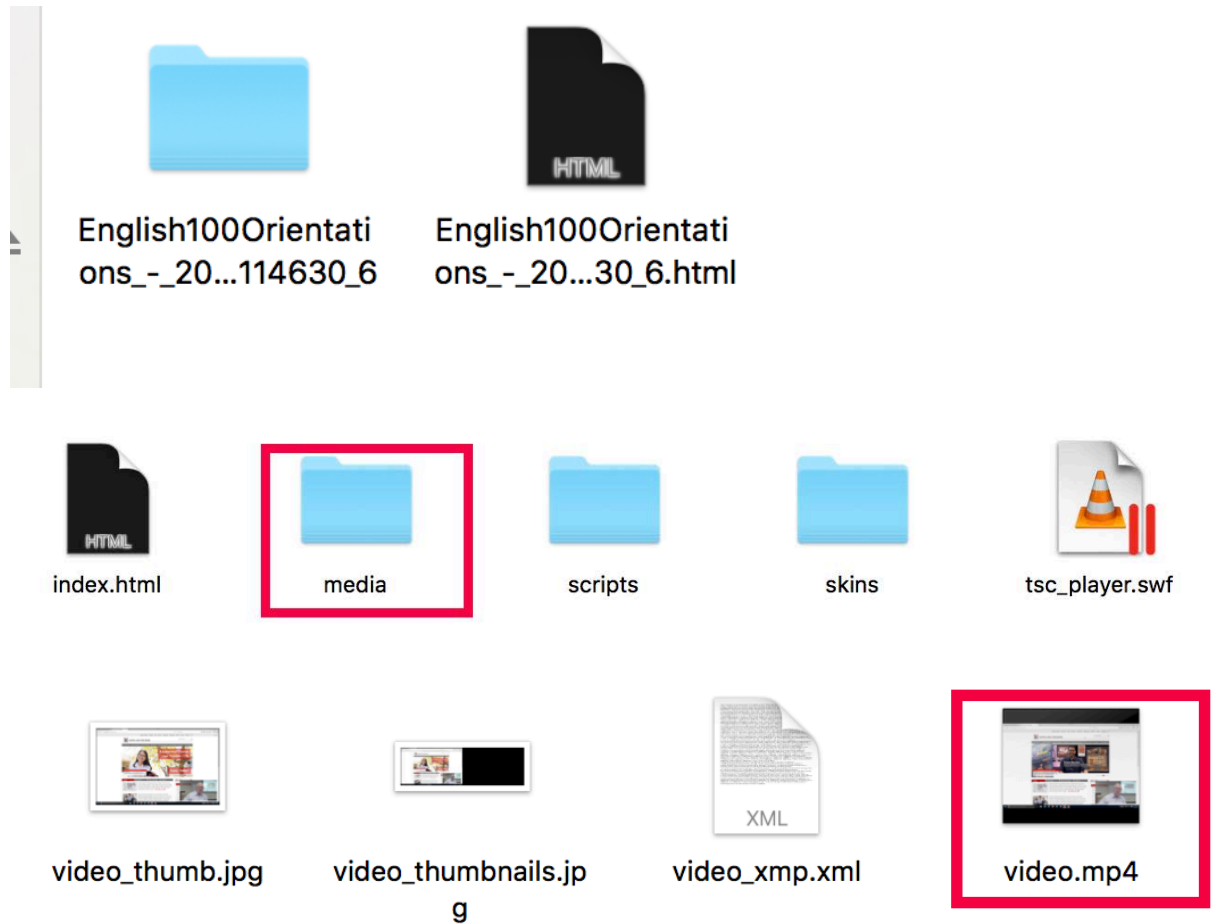 HTML
English100Orientati
ons_-_20...114630_6
English100Orientati
ons_-_20...30_6.html
HTML
index.html
media
scripts
skins
tsc_player.swf
XML
video_thumb.jpg
video_thumbnails.jp
g
video_xmp.xml
video.mp4